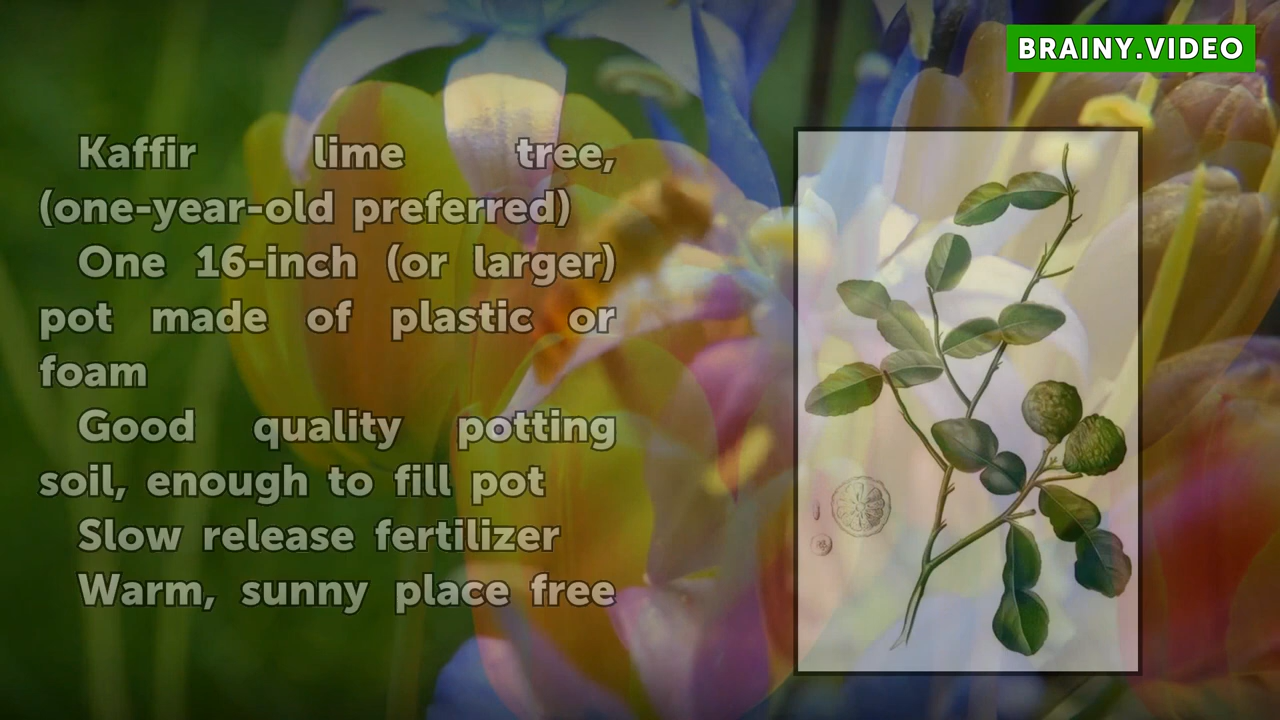 BRAINY.VIDEO
Kaffir lime tree,
(one-year-old preferred)
One 16-inch (or larger)
pot made of plastic or
foam
Good quality potting
soil, enough to fill pot
Slow release fertilizer
Warm, sunny place free